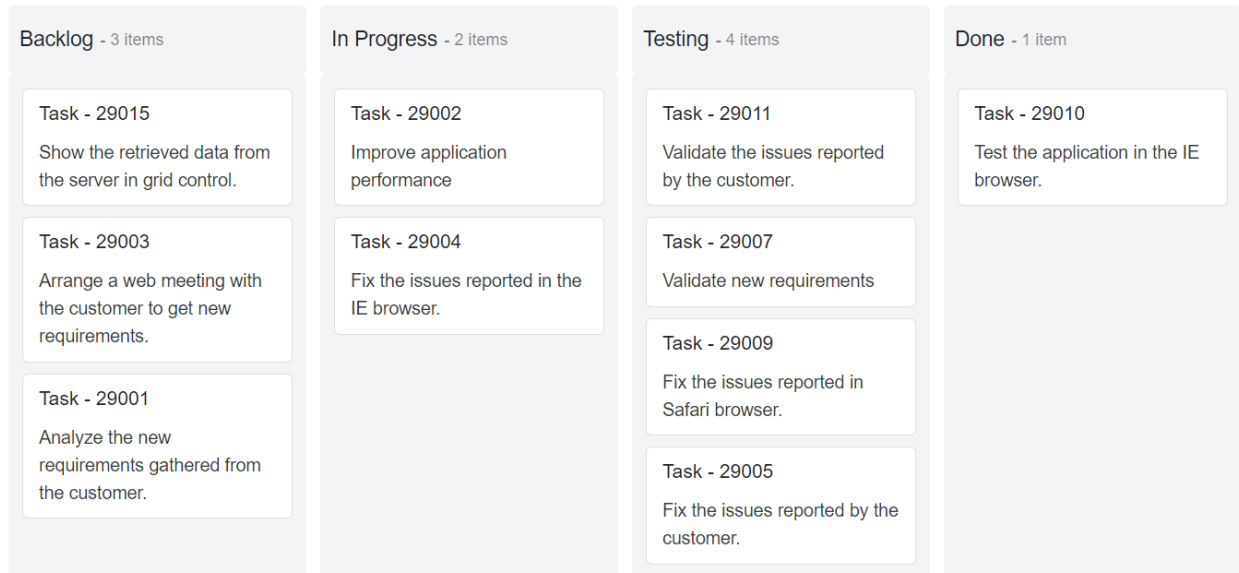 Backlog - 3 items
Task - 29015
Show the retrieved data from
the server in grid control.
Task - 29003
Arrange a web meeting with
the customer to get new
requirements.
Task - 29001
Analyze the new
requirements gathered from
the customer.
In Progress - 2 items
Task - 29002
Improve application
performance
Task - 29004
Fix the issues reported in the
IE browser.
Testing - 4 items
Task - 29011
Validate the issues reported
by the customer.
Task - 29007
Validate new requirements
Task - 29009
Fix the issues reported in
Safari browser.
Task - 29005
Fix the issues reported by the
customer.
Done - 1 item
Task - 29010
Test the application in the IE
browser.